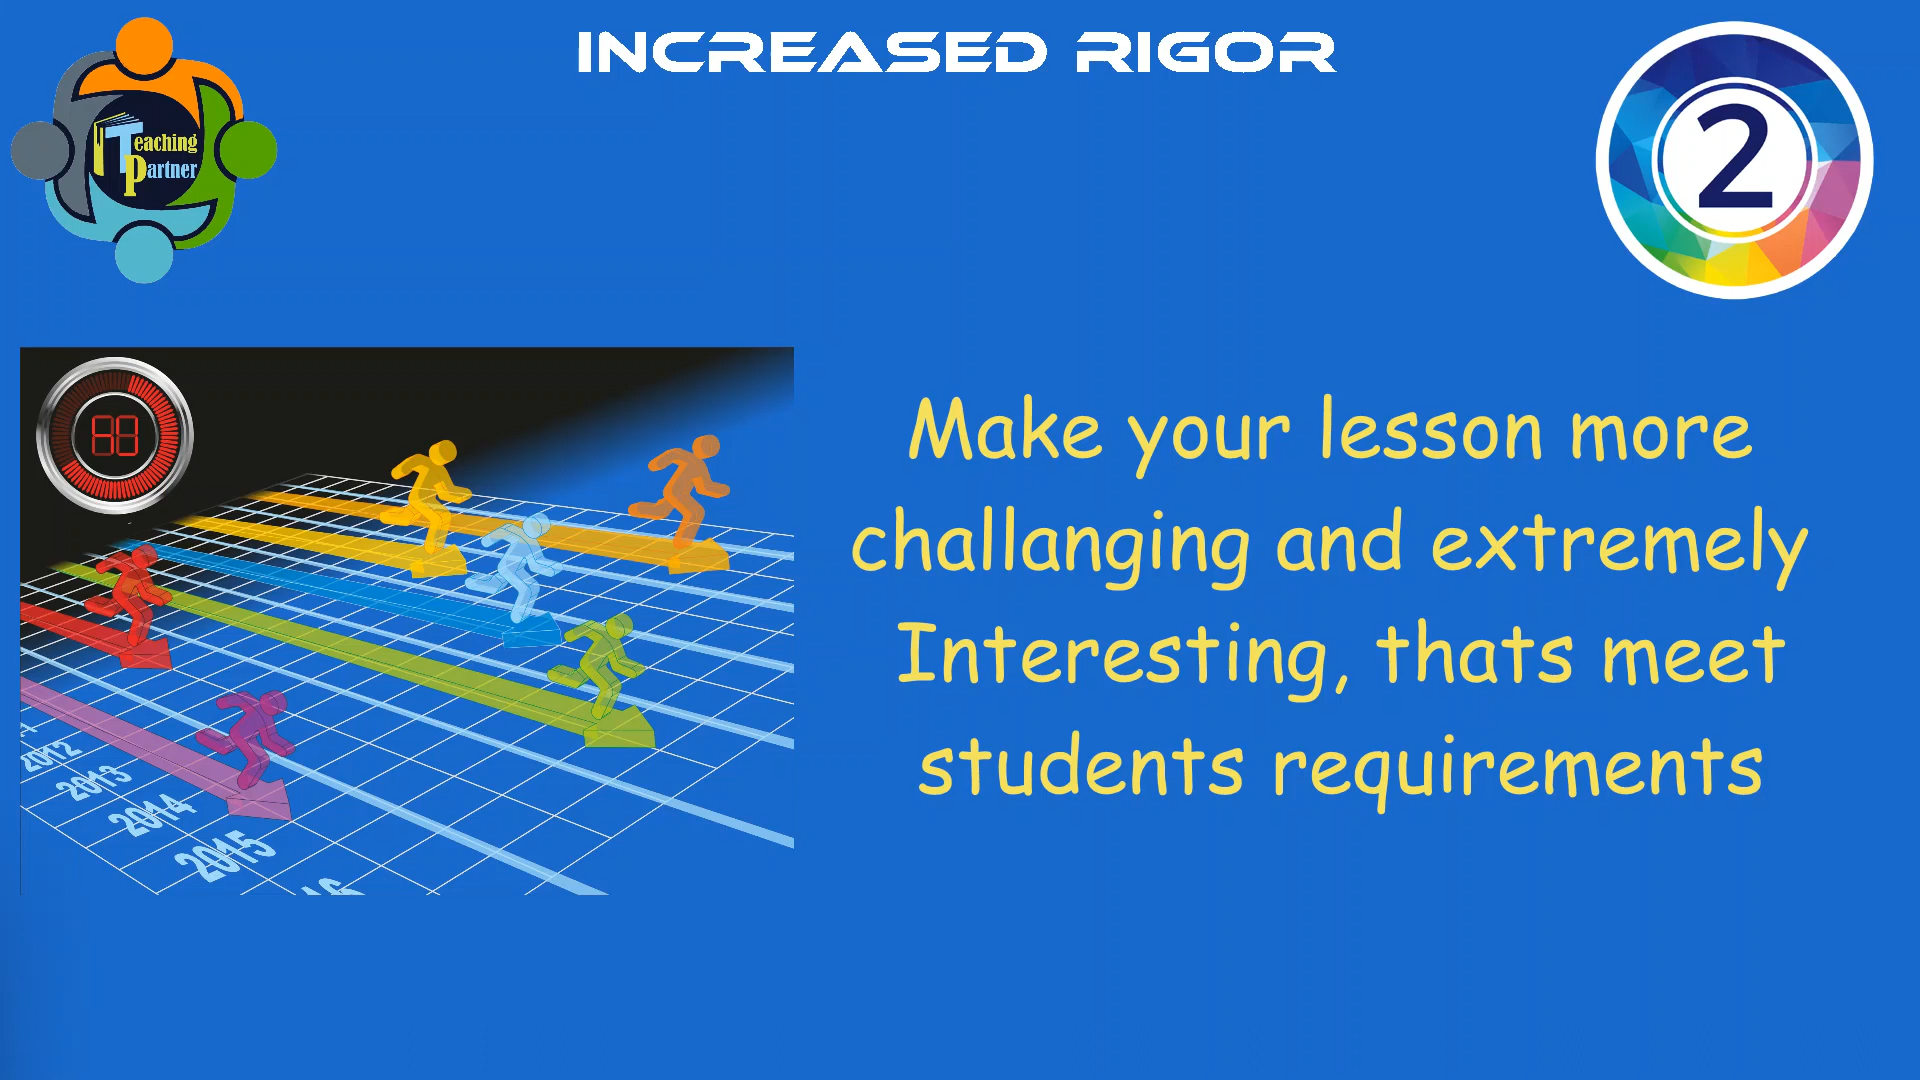 INCREASED RIGOR
Teaching
Partner
2
Make your lesson more
challanging and extremely
Interesting, thats meet
students requirements
2012
2013
2014
2015